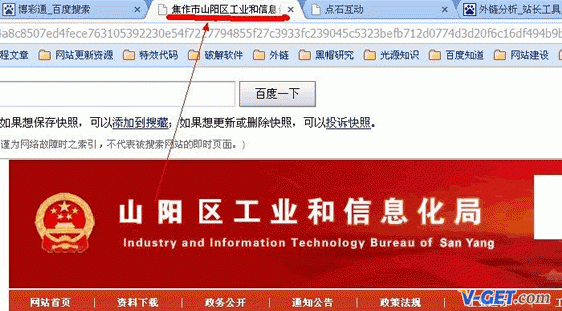 博彩通_百度搜索 焦作市山阳区工业和信息 点石互动 外链分析_站长工具
程文章 网站更新资源 特效代码 破解软件 外链 黑帽研究 光源知识 百度知道 网站建设
百度一下
如果想保存快照，可以添加到搜藏；如果想更新或删除快照，可以投诉快照。
谨为网络故障时之索引，不代表被搜索网站的即时页面。)
山阳区工业和信息化局
Industry and Information Technology Bureau of San Yang
网站首页 | 资料下载 | 政务公开 | 通知公告 | 政策法规
V-GET.com